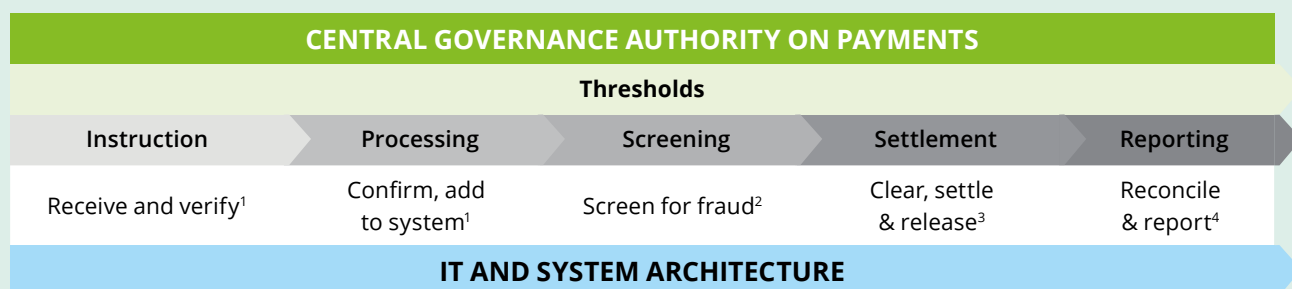 CENTRAL GOVERNANCE AUTHORITY ON PAYMENTS
Thresholds
Instruction Processing Screening Settlement Reporting
Receive and verify¹
Confirm, add
to system¹
Screen for fraud²
Clear, settle
& release³
Reconcile
& report⁴
IT AND SYSTEM ARCHITECTURE